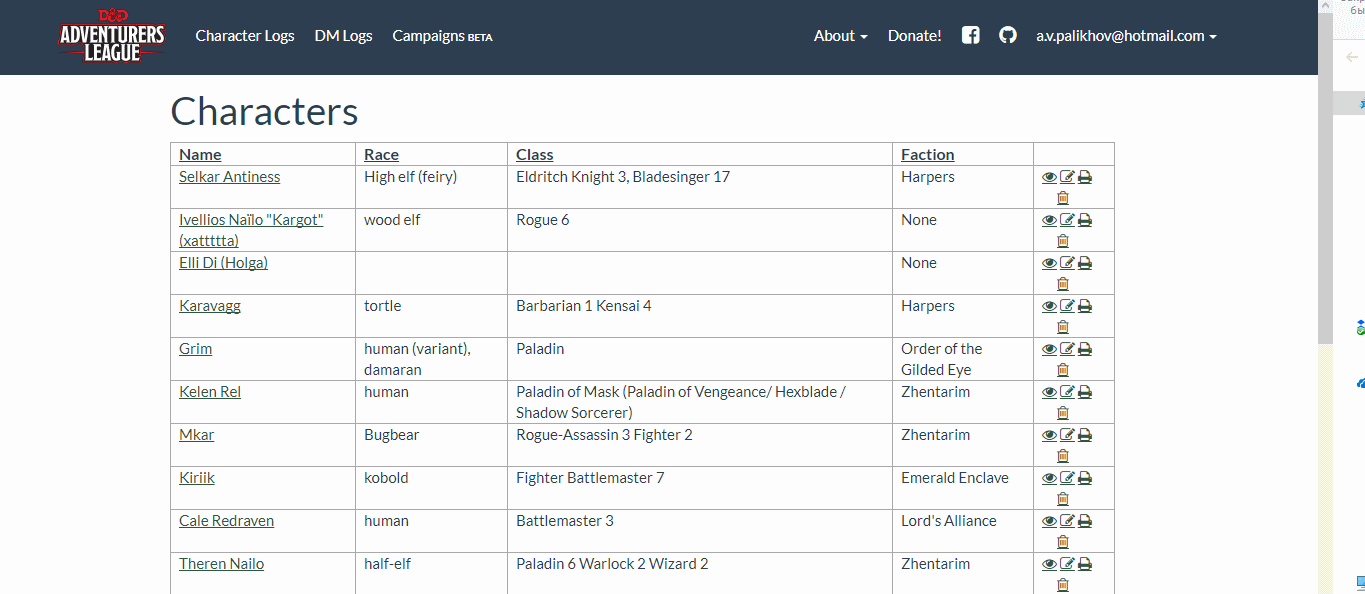 D&D
ADVENTURERS
LEAGUE
Character Logs DM Logs Campaigns BETA About Donate! a.v.palikhov@hotmail.com
Characters
Name Race Class Faction
Selkar Antiness High elf (feiry) Eldritch Knight 3, Bladesinger 17 Harpers
Ivellios Naïlo "Kargot" wood elf Rogue 6 None
(xattttta)
Elli Di (Holga) None
Karavagg tortle Barbarian 1 Kensai 4 Harpers
Grim human (variant), Paladin Order of the
damaran Gilded Eye
Kelen Rel human Paladin of Mask (Paladin of Vengeance/ Hexblade / Zhentarim
Shadow Sorcerer)
Mkar Bugbear Rogue-Assassin 3 Fighter 2 Zhentarim
Kiriik kobold Fighter Battlemaster 7 Emerald Enclave
Cale Redraven human Battlemaster 3 Lord's Alliance
Theren Nailo half-elf Paladin 6 Warlock 2 Wizard 2 Zhentarim